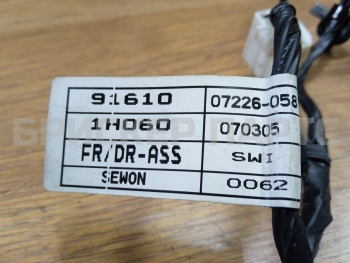 91610 07226-058
1H060 070305
FR/DR-ASS SWI
SEWON 0062